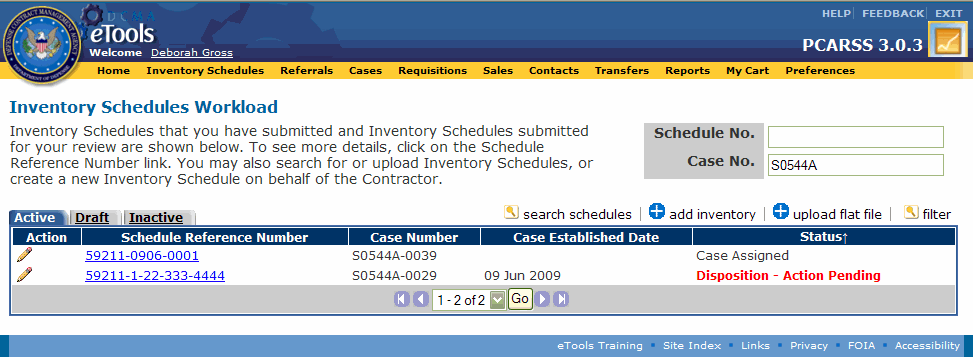 HELP | FEEDBACK | EXIT
eTools
PCARSS 3.0.3
Welcome Deborah Gross
Home Inventory Schedules Referrals Cases Requisitions Sales Contacts Transfers Reports My Cart Preferences
Inventory Schedules Workload
Inventory Schedules that you have submitted and Inventory Schedules submitted
for your review are shown below. To see more details, click on the Schedule
Reference Number link. You may also search for or upload Inventory Schedules, or
create a new Inventory Schedule on behalf of the Contractor.
Schedule No.
Case No. S0544A
Active Draft Inactive
search schedules | add inventory | upload flat file | filter
Action Schedule Reference Number Case Number Case Established Date Status↑
59211-0906-0001 S0544A-0039 Case Assigned
59211-1-22-333-4444 S0544A-0029 09 Jun 2009 Disposition - Action Pending
1 - 2 of 2 Go
eTools Training • Site Index • Links • Privacy • FOIA • Accessibility